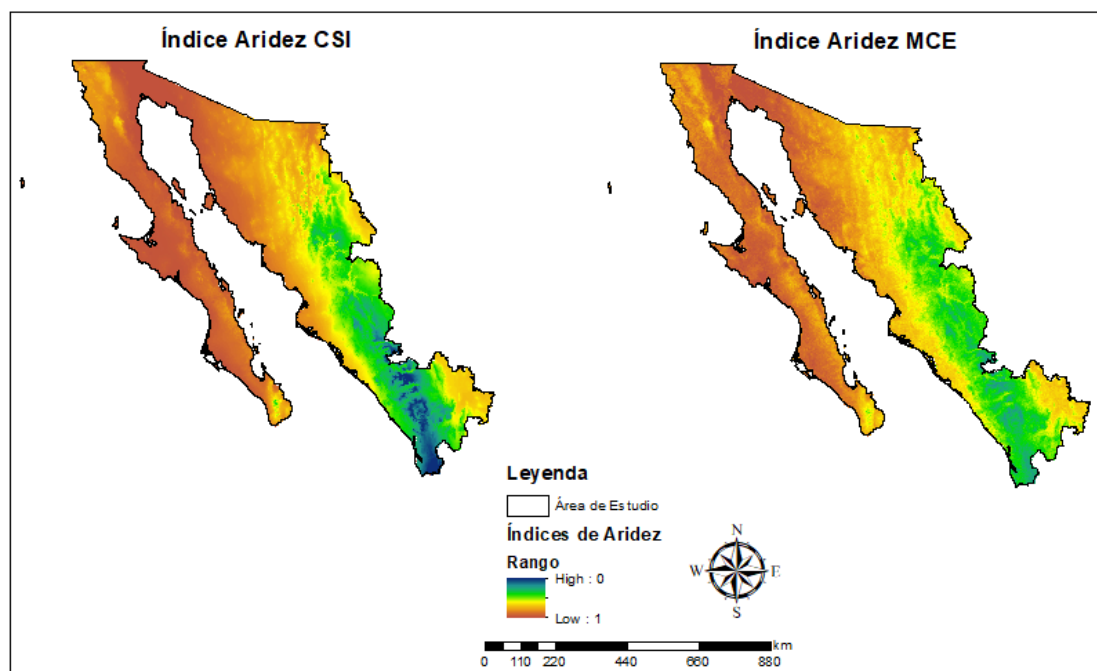 Índice Aridez CSI
Índice Aridez MCE
Leyenda
Área de Estudio
Índices de Aridez
Rango
High : 0
Low : 1
N
W E
S
km
0 110 220 440 660 880